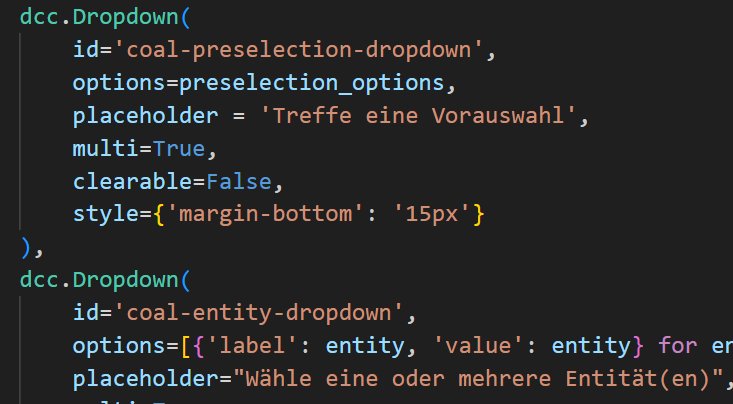 dcc.Dropdown(
    id='coal-preselection-dropdown',
    options=preselection_options,
    placeholder = 'Treffe eine Vorauswahl',
    multi=True,
    clearable=False,
    style={'margin-bottom': '15px'}
),
dcc.Dropdown(
    id='coal-entity-dropdown',
    options=[{'label': entity, 'value': entity} for en
    placeholder="Wähle eine oder mehrere Entität(en)",